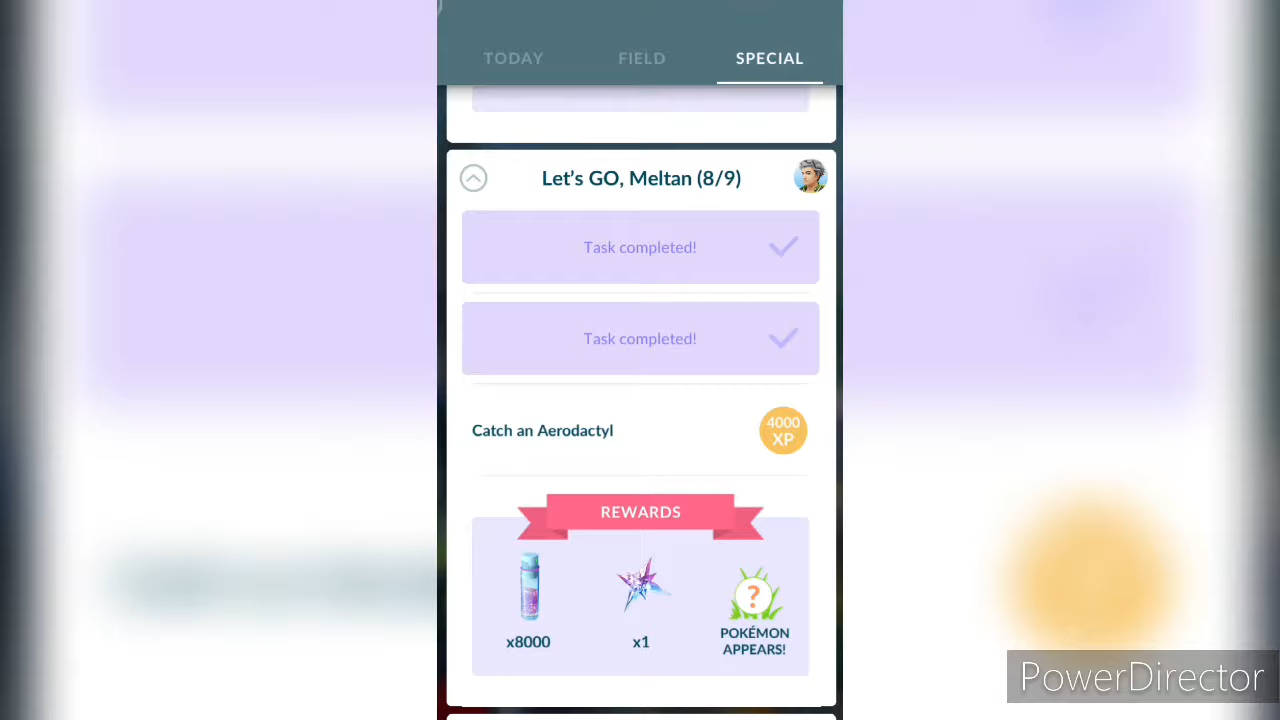 TODAY FIELD SPECIAL
Let's GO, Meltan (8/9)
Task completed!
Task completed!
Catch an Aerodactyl
4000
XP
REWARDS
?
x8000 x1 POKÉMON
APPEARS!
PowerDirector